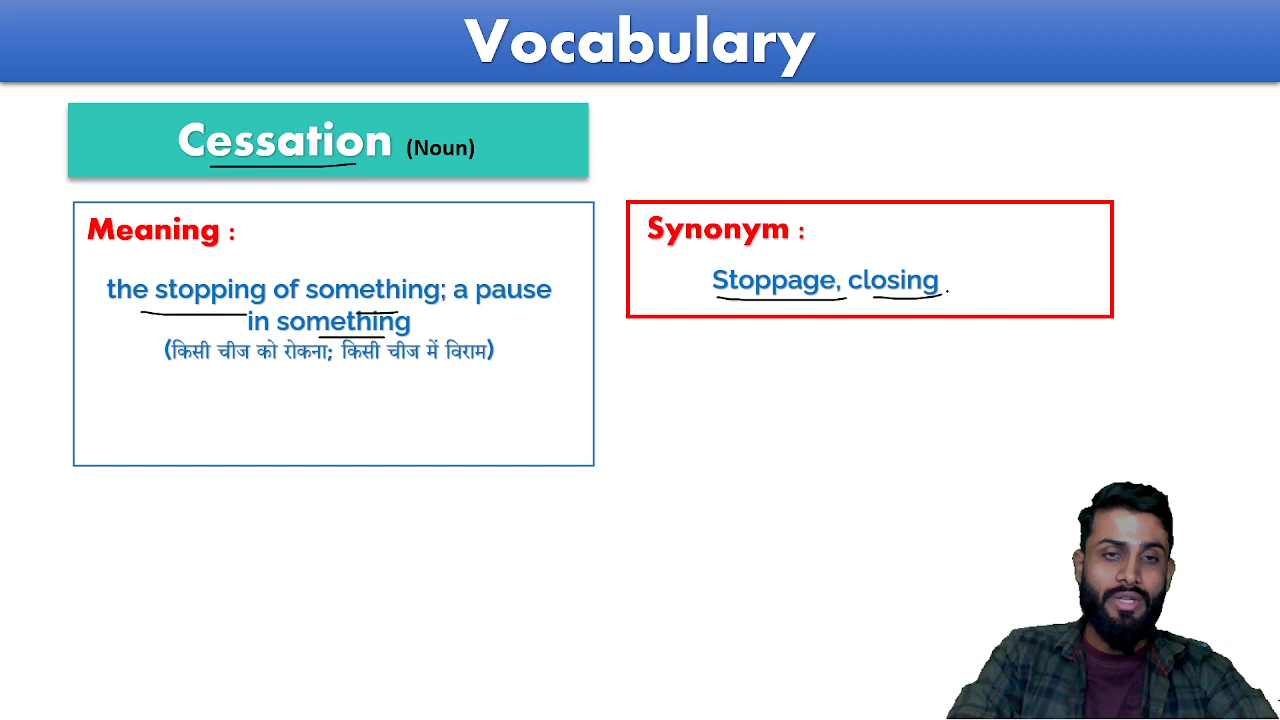 Vocabulary
Cessation (Noun)
Meaning :
the stopping of something; a pause
in something
(किसी चीज को रोकना; किसी चीज में विराम)
Synonym :
Stoppage, closing